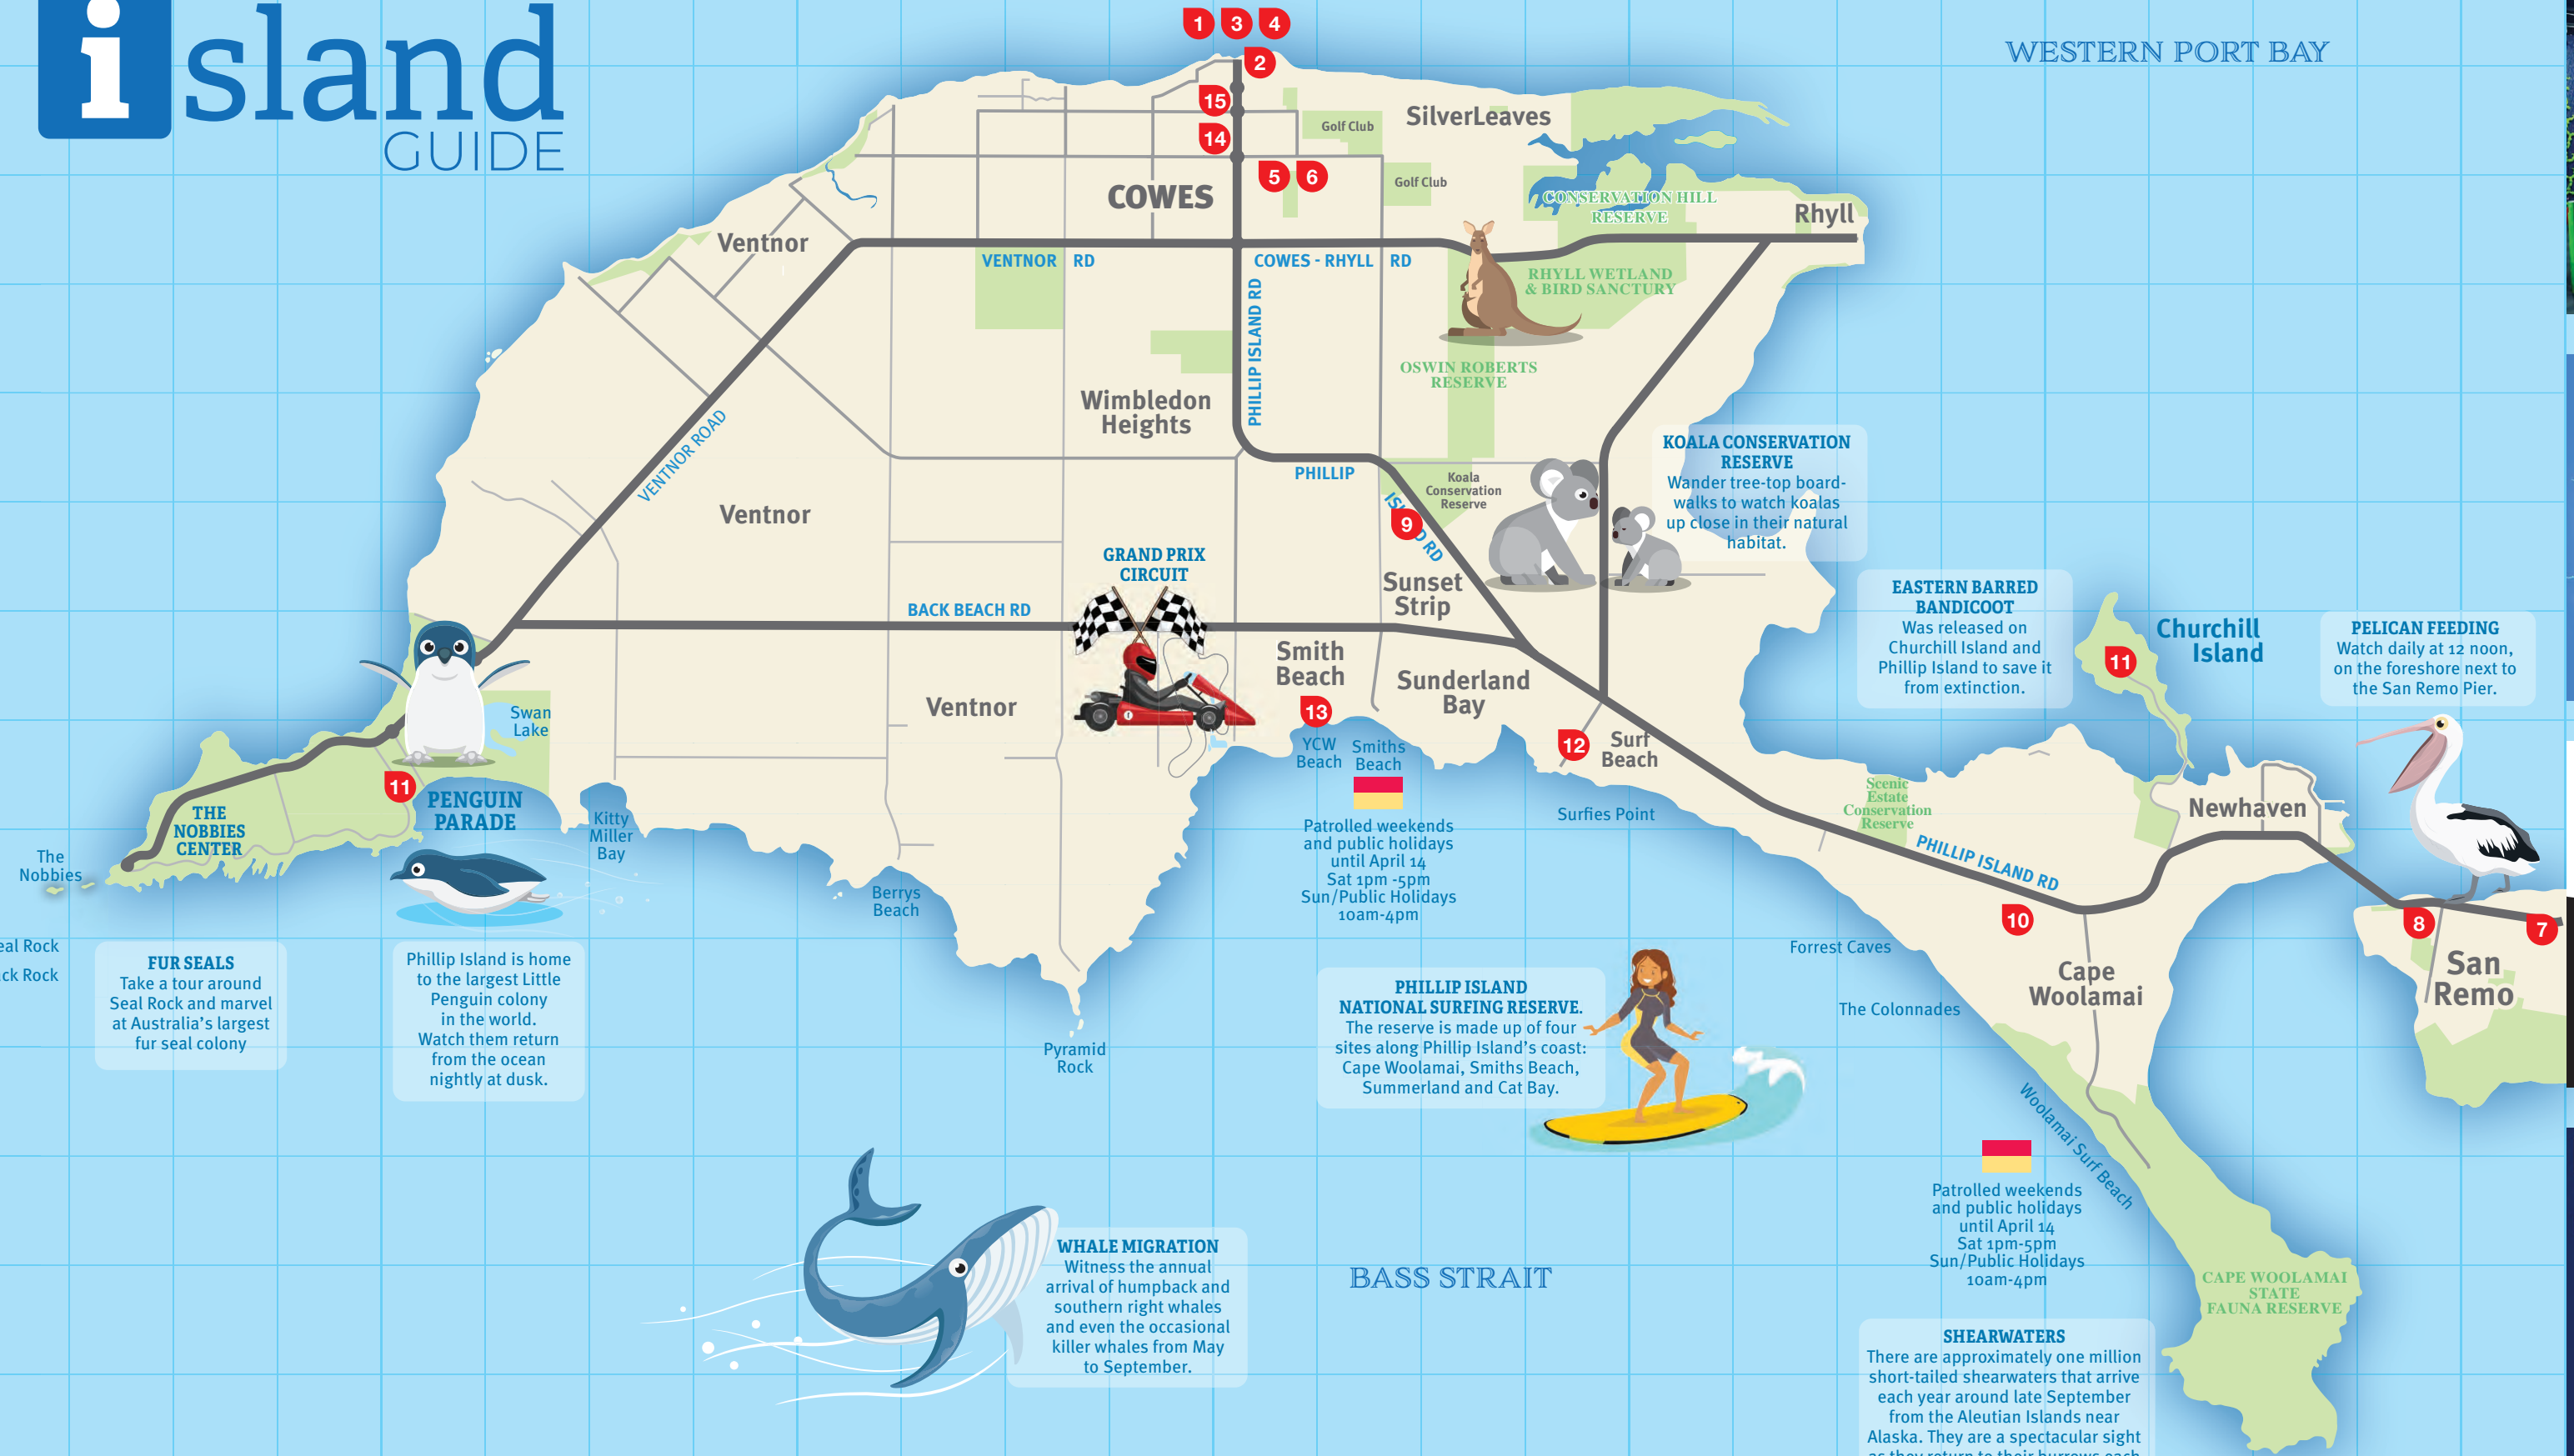 island
GUIDE
1 3 4
2
WESTERN PORT BAY
15
14
Golf Club
SilverLeaves
5 6
Golf Club
COWES
CONSERVATION HILL
RESERVE
Rhyll
Ventnor
VENTNOR RD
COWES - RHYLL RD
RHYLL WETLAND
& BIRD SANCTURY
PHILLIP ISLAND RD
OSWIN ROBERTS
RESERVE
Wimbledon
Heights
VENTNOR ROAD
PHILLIP
ISLAND RD
9
Koala
Conservation
Reserve
KOALA CONSERVATION
RESERVE
Wander tree-top board-
walks to watch koalas
up close in their natural
habitat.
Ventnor
GRAND PRIX
CIRCUIT
Sunset
Strip
BACK BEACH RD
EASTERN BARRED
BANDICOOT
Was released on
Churchill Island and
Phillip Island to save it
from extinction.
Churchill
Island
11
PELICAN FEEDING
Watch daily at 12 noon,
on the foreshore next to
the San Remo Pier.
Smith
Beach
Sunderland
Bay
Ventnor
13
Swan
Lake
YCW
Beach
Smiths
Beach
12
Surf
Beach
11
PENGUIN
PARADE
THE
NOBBIES
CENTER
Kitty
Miller
Bay
The
Nobbies
Patrolled weekends
and public holidays
until April 14
Sat 1pm -5pm
Sun/Public Holidays
10am-4pm
Surfies Point
Scenic
Estate
Conservation
Reserve
Newhaven
PHILLIP ISLAND RD
Berrys
Beach
10
8
7
eal Rock
ck Rock
FUR SEALS
Take a tour around
Seal Rock and marvel
at Australia's largest
fur seal colony
Phillip Island is home
to the largest Little
Penguin colony
in the world.
Watch them return
from the ocean
nightly at dusk.
Forrest Caves
Cape
Woolamai
San
Remo
The Colonnades
PHILLIP ISLAND
NATIONAL SURFING RESERVE.
The reserve is made up of four
sites along Phillip Island's coast:
Cape Woolamai, Smiths Beach,
Summerland and Cat Bay.
Pyramid
Rock
Woolamai Surf Beach
Patrolled weekends
and public holidays
until April 14
Sat 1pm-5pm
Sun/Public Holidays
10am-4pm
WHALE MIGRATION
Witness the annual
arrival of humpback and
southern right whales
and even the occasional
killer whales from May
to September.
BASS STRAIT
CAPE WOOLAMAI
STATE
FAUNA RESERVE
SHEARWATERS
There are approximately one million
short-tailed shearwaters that arrive
each year around late September
from the Aleutian Islands near
Alaska. They are a spectacular sight
as they return to their burrows each